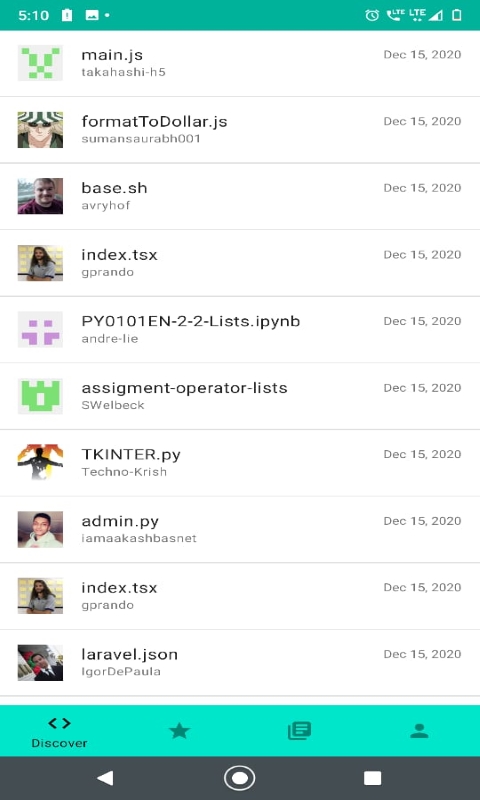 5:10
LTE LTE
main.js Dec 15, 2020
takahashi-h5
formatToDollar.js Dec 15, 2020
sumansaurabh001
base.sh Dec 15, 2020
avryhof
index.tsx Dec 15, 2020
gprando
PY0101EN-2-2-Lists.ipynb Dec 15, 2020
andre-lie
assigment-operator-lists Dec 15, 2020
SWelbeck
TKINTER.py Dec 15, 2020
Techno-Krish
admin.py Dec 15, 2020
iamaakashbasnet
index.tsx Dec 15, 2020
gprando
laravel.json Dec 15, 2020
IgorDePaula
Discover